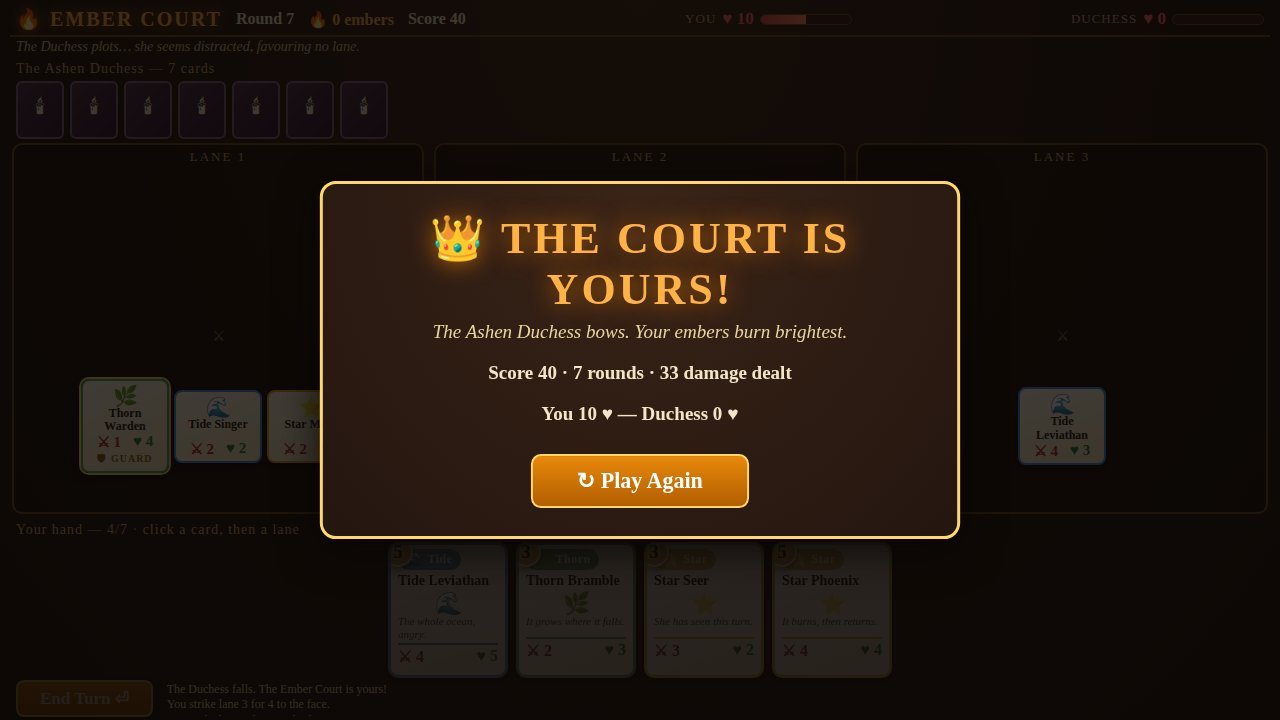 🔥 EMBER COURT Round 7 🔥 0 embers Score 40 YOU ♥ 10 DUCHESS ♥ 0
The Duchess plots… she seems distracted, favouring no lane.
The Ashen Duchess — 7 cards
LANE 1 LANE 2 LANE 3
👑 THE COURT IS
YOURS!
The Ashen Duchess bows. Your embers burn brightest.
Score 40 · 7 rounds · 33 damage dealt
You 10 ♥ — Duchess 0 ♥
↻ Play Again
Thorn
Warden
⚔ 1 ♥ 4
GUARD
Tide Singer
⚔ 2 ♥ 2
Star
⚔ 2
Tide
Leviathan
⚔ 4 ♥ 3
Your hand — 4/7 · click a card, then a lane
5 Tide
Tide Leviathan
The whole ocean,
angry.
⚔ 4 ♥ 5
3 Thorn
Thorn Bramble
It grows where it falls.
⚔ 2 ♥ 3
3 Star
Star Seer
She has seen this turn.
⚔ 3 ♥ 2
5 Star
Star Phoenix
It burns, then returns.
⚔ 4 ♥ 4
End Turn ⏎
The Duchess falls. The Ember Court is yours!
You strike lane 3 for 4 to the face.